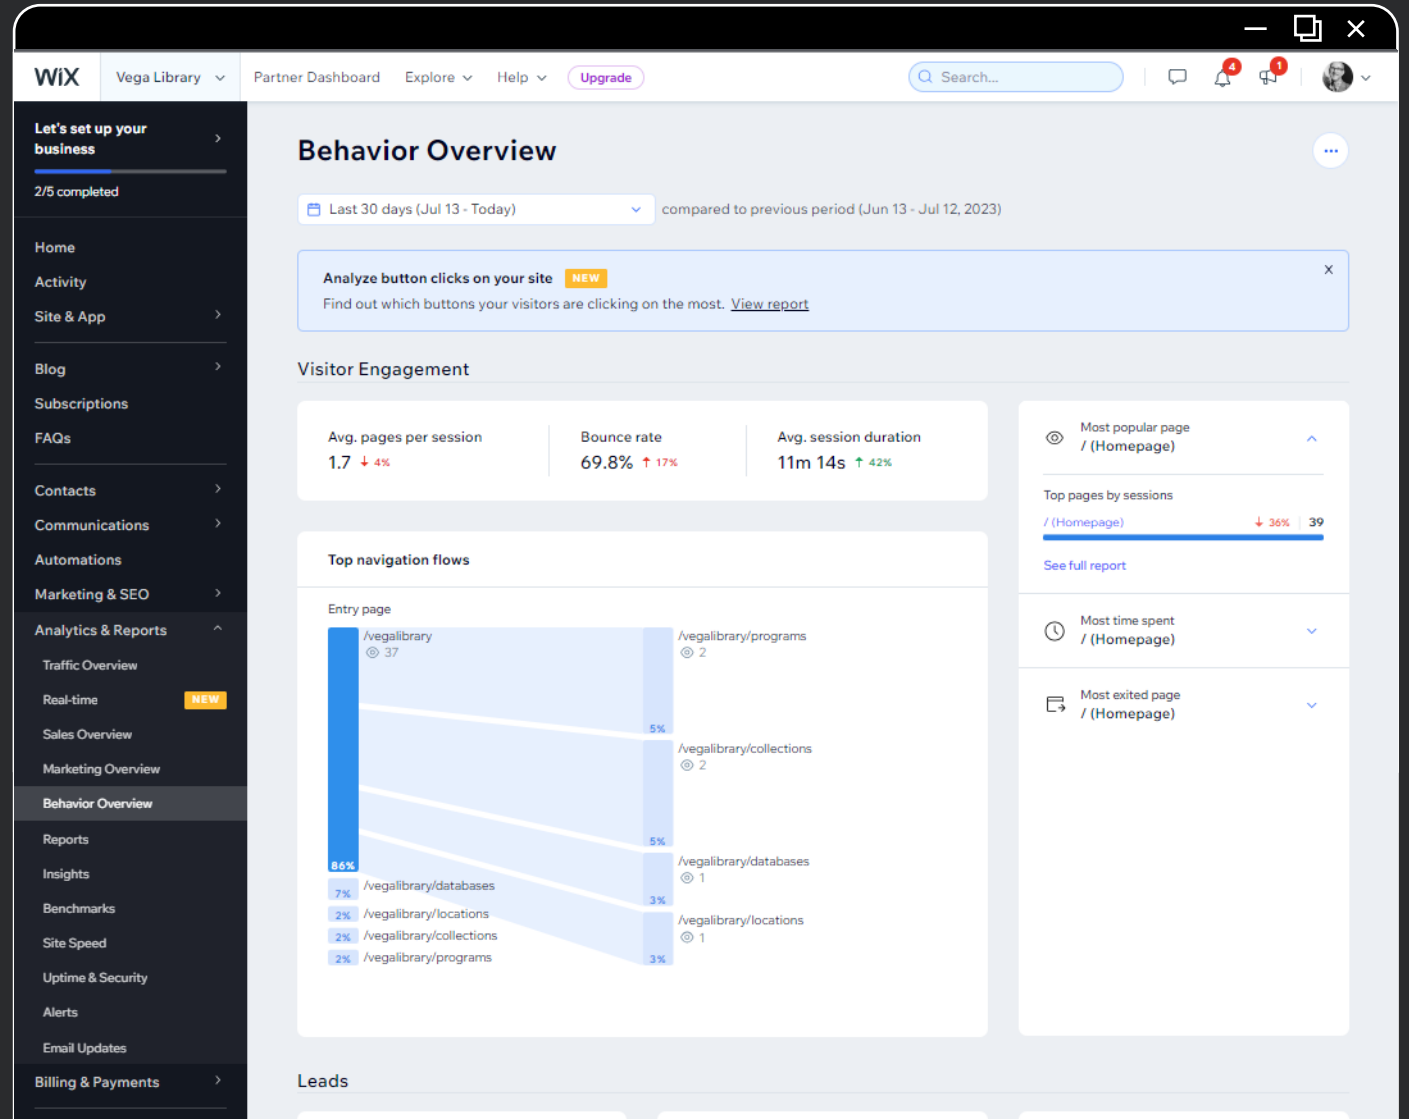 WiX
Vega Library
Partner Dashboard
Explore
Help
Upgrade
Search...
4
1
Let's set up your
business
2/5 completed
Home
Activity
Site & App
Blog
Subscriptions
FAQs
Contacts
Communications
Automations
Marketing & SEO
Analytics & Reports
Traffic Overview
Real-time NEW
Sales Overview
Marketing Overview
Behavior Overview
Reports
Insights
Benchmarks
Site Speed
Uptime & Security
Alerts
Email Updates
Billing & Payments
Behavior Overview
Last 30 days (Jul 13 - Today)
compared to previous period (Jun 13 - Jul 12, 2023)
Analyze button clicks on your site NEW
Find out which buttons your visitors are clicking on the most. View report
X
Visitor Engagement
Avg. pages per session
1.7 ↓ 4%
Bounce rate
69.8% ↑ 17%
Avg. session duration
11m 14s ↑ 42%
Top navigation flows
Entry page
/vegalibrary
37
86%
7% /vegalibrary/databases
2% /vegalibrary/locations
2% /vegalibrary/collections
2% /vegalibrary/programs
/vegalibrary/programs
2
5%
/vegalibrary/collections
2
5%
/vegalibrary/databases
1
3%
/vegalibrary/locations
1
3%
Most popular page
/ (Homepage)
Top pages by sessions
/ (Homepage) ↓ 36% 39
See full report
Most time spent
/ (Homepage)
Most exited page
/ (Homepage)
Leads